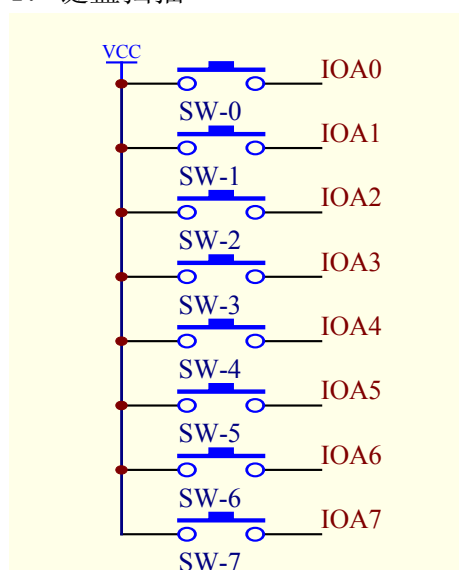 VCC
IOA0
SW-0
IOA1
SW-1
IOA2
SW-2
IOA3
SW-3
IOA4
SW-4
IOA5
SW-5
IOA6
SW-6
IOA7
SW-7